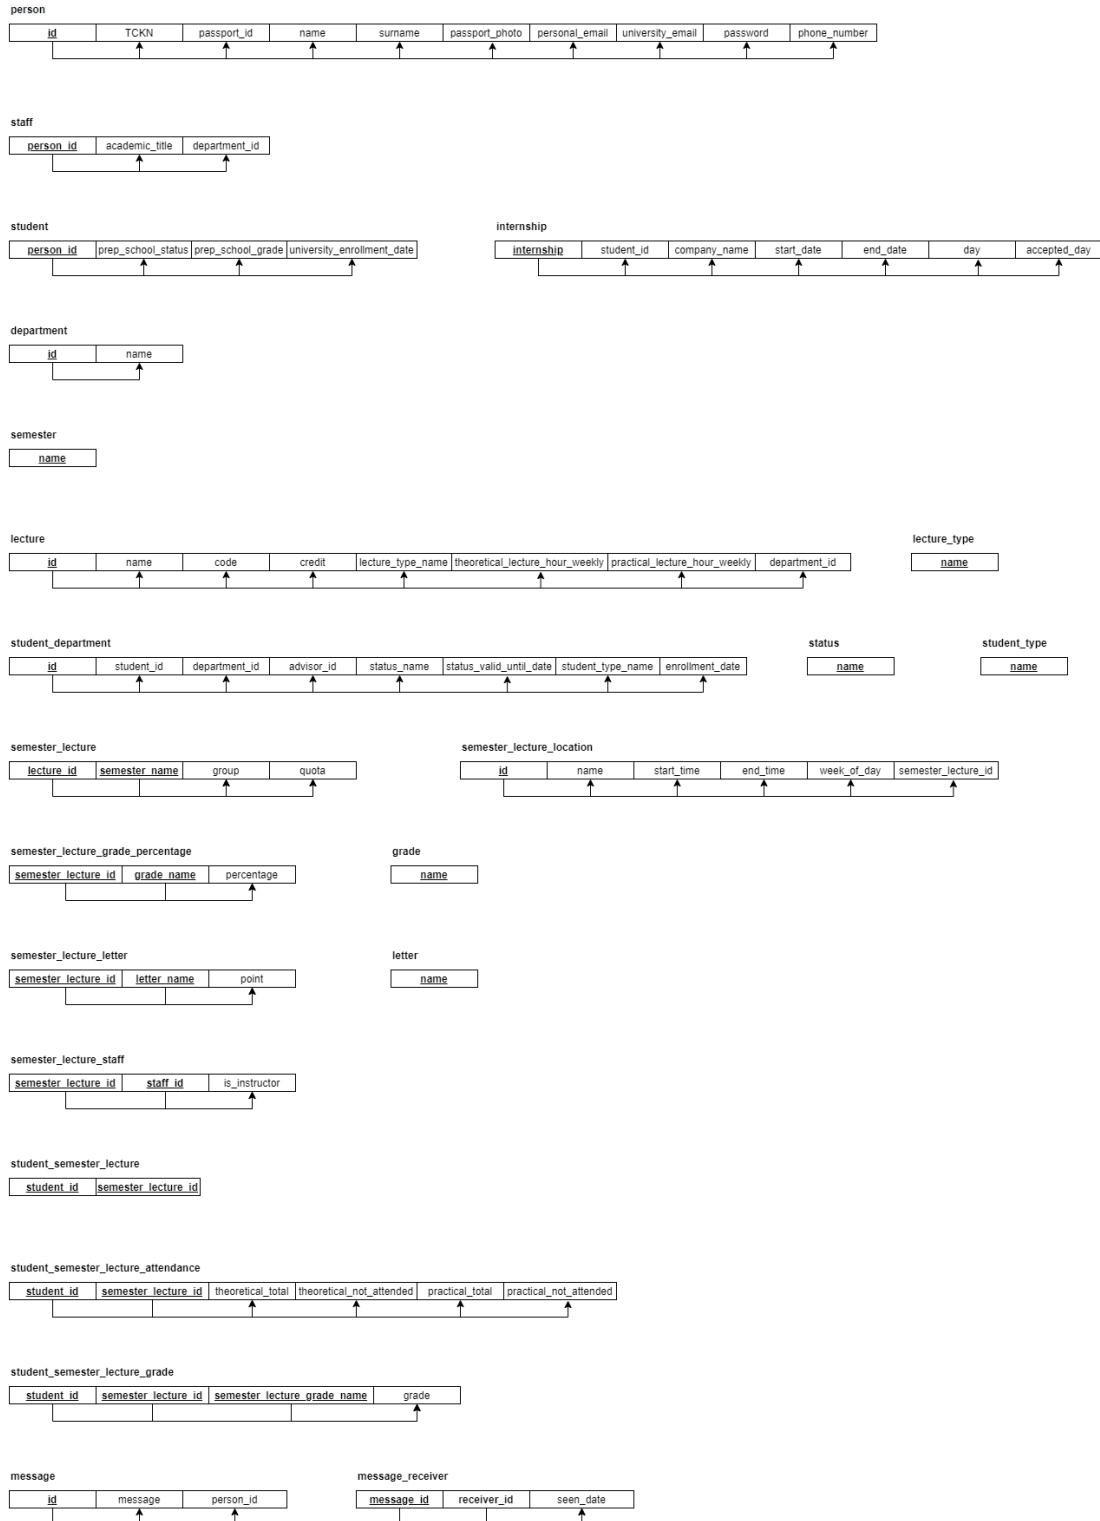 person
id TCKN passport_id name surname passport_photo personal_email university_email password phone_number
staff
person_id academic_title department_id
student internship
person_id prep_school_status prep_school_grade university_enrollment_date internship student_id company_name start_date end_date day accepted_day
department
id name
semester
name
lecture lecture_type
id name code credit lecture_type_name theoretical_lecture_hour_weekly practical_lecture_hour_weekly department_id name
student_department status student_type
id student_id department_id advisor_id status_name status_valid_until_date student_type_name enrollment_date name name
semester_lecture semester_lecture_location
lecture_id semester_name group quota id name start_time end_time week_of_day semester_lecture_id
semester_lecture_grade_percentage grade
semester_lecture_id grade_name percentage name
semester_lecture_letter letter
semester_lecture_id letter_name point name
semester_lecture_staff
semester_lecture_id staff_id is_instructor
student_semester_lecture
student_id semester_lecture_id
student_semester_lecture_attendance
student_id semester_lecture_id theoretical_total theoretical_not_attended practical_total practical_not_attended
student_semester_lecture_grade
student_id semester_lecture_id semester_lecture_grade_name grade
message message_receiver
id message person_id message_id receiver_id seen_date